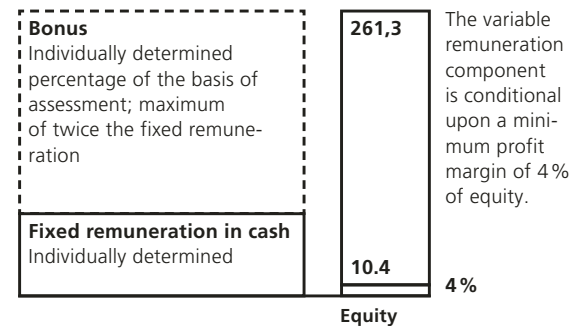 Bonus
Individually determined
percentage of the basis of
assessment; maximum
of twice the fixed remune-
ration
Fixed remuneration in cash
Individually determined
261,3
10.4
Equity
The variable
remuneration
component
is conditional
upon a mini-
mum profit
margin of 4 %
of equity.
4 %